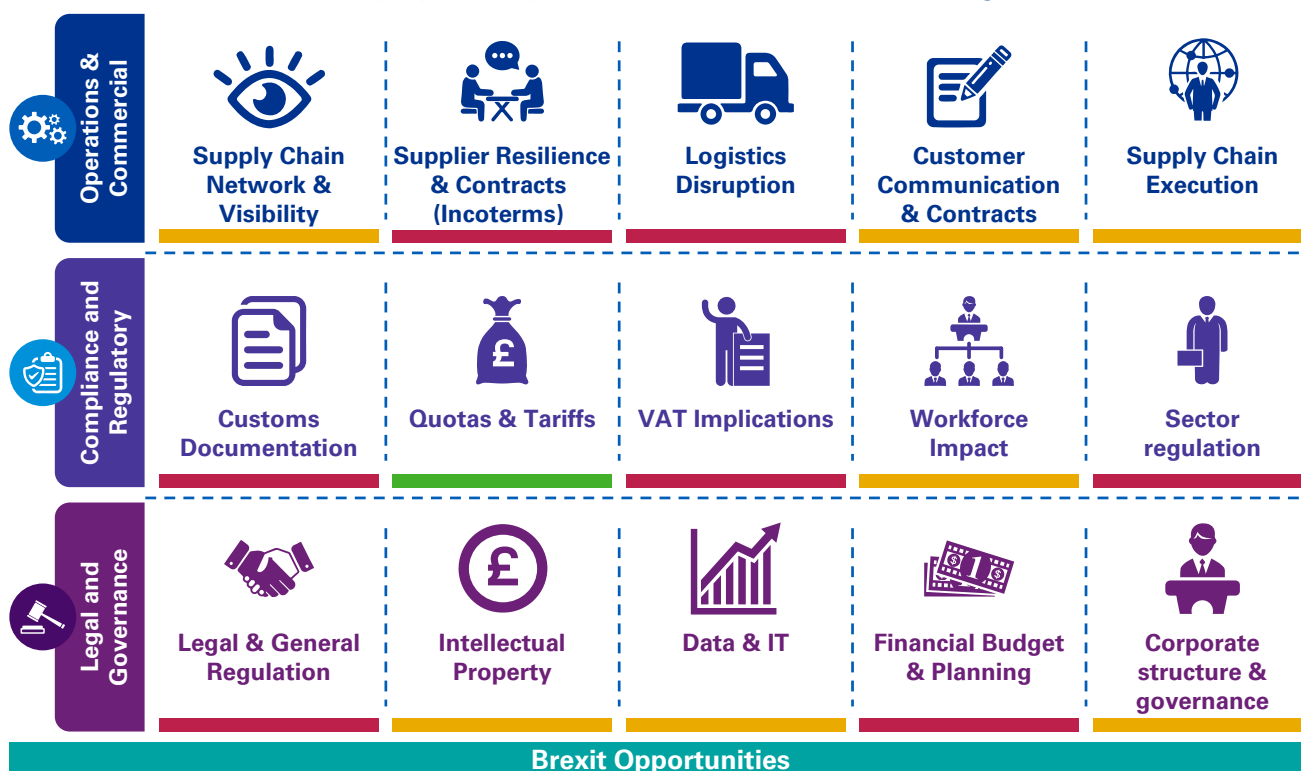 Operations &
Commercial
Supply Chain
Network &
Visibility
Supplier Resilience
& Contracts
(Incoterms)
Logistics
Disruption
Customer
Communication
& Contracts
Supply Chain
Execution
Compliance and
Regulatory
Customs
Documentation
£
Quotas & Tariffs
VAT Implications
Workforce
Impact
Sector
regulation
Legal and
Governance
Legal & General
Regulation
£
Intellectual
Property
Data & IT
$ 1 $
Financial Budget
& Planning
Corporate
structure &
governance
Brexit Opportunities